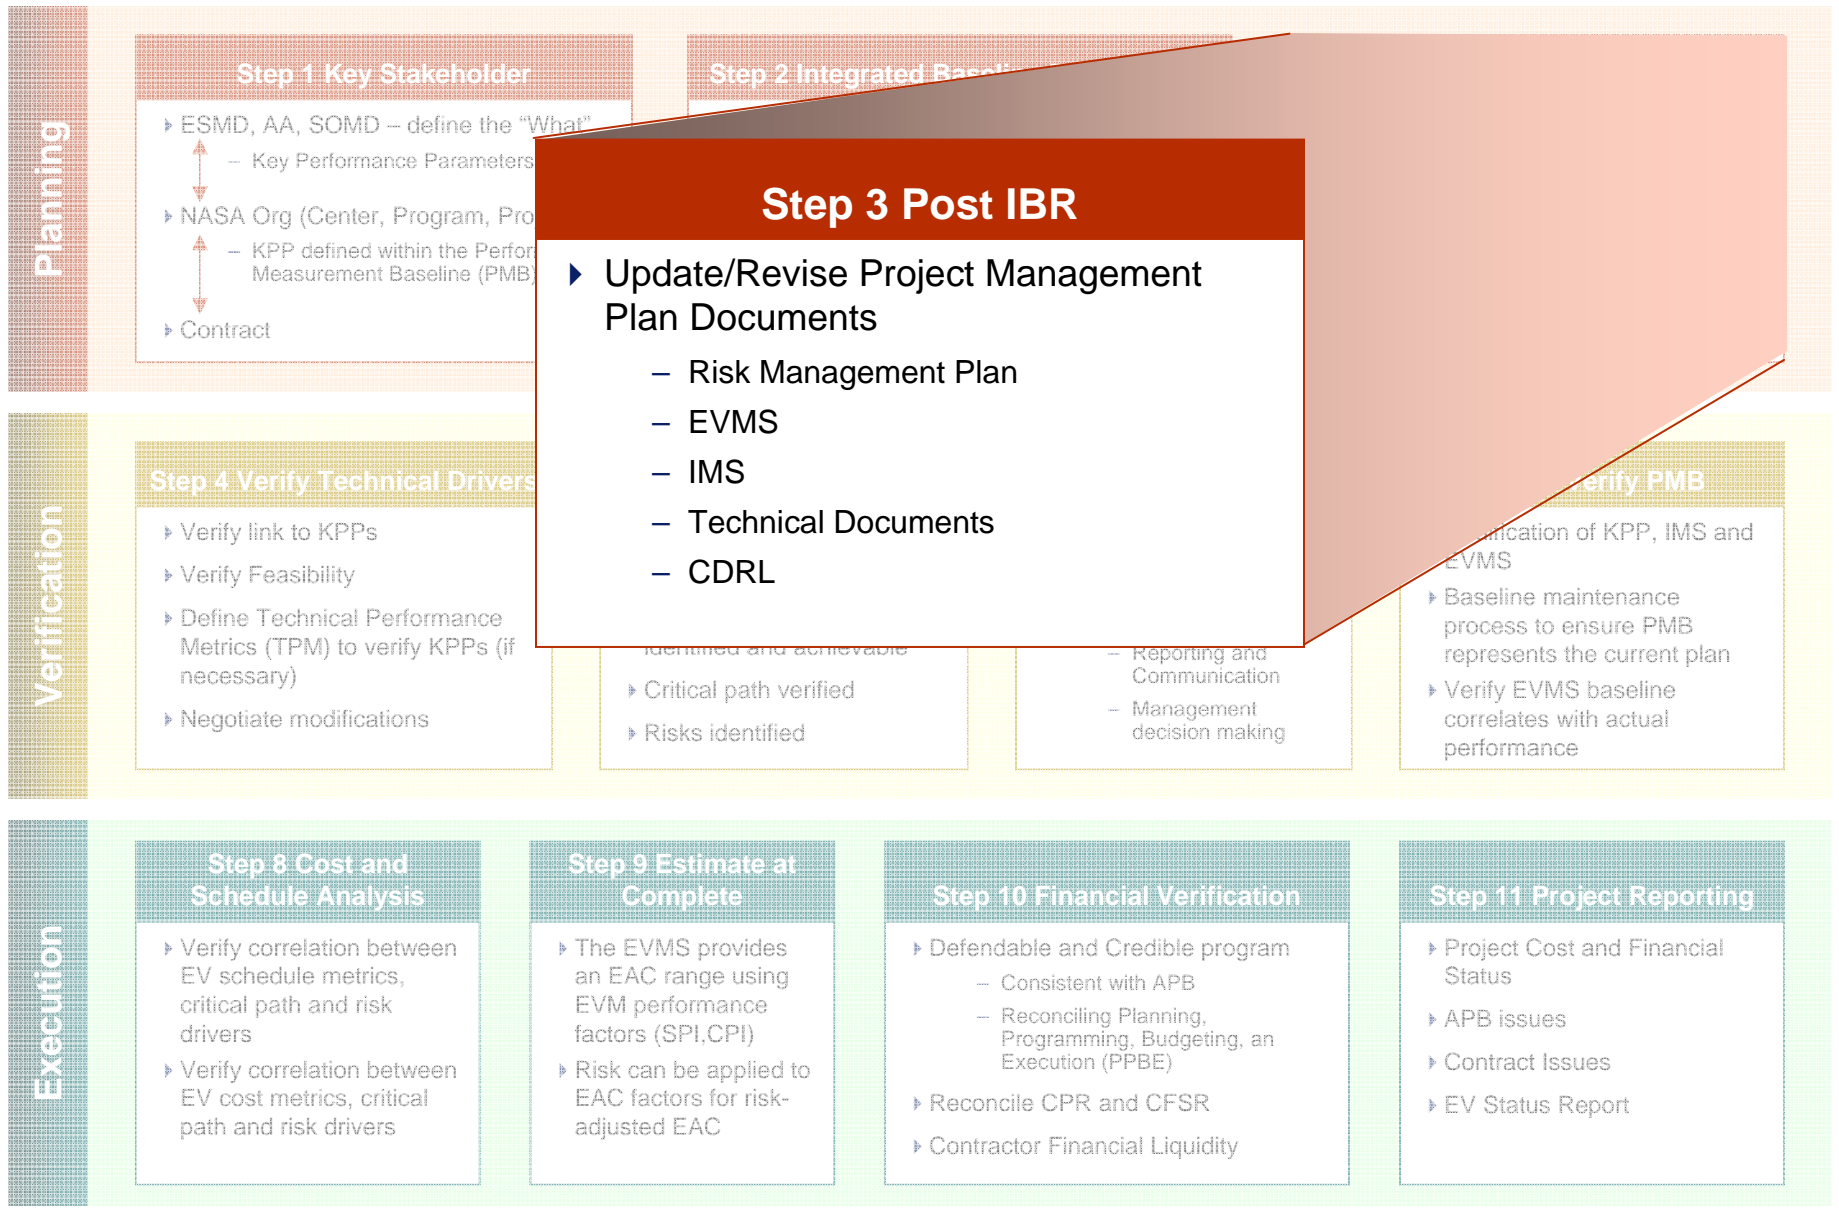 Planning
Step 1 Key Stakeholder
▸ ESMD, AA, SOMD – define the “What”
– Key Performance Parameters
▸ NASA Org (Center, Program,
– KPP defined within the
Measurement Baseline (PMB)
▸ Contract
Step 2 Integrated
Step 3 Post IBR
▸ Update/Revise Project Management
Plan Documents
– Risk Management Plan
– EVMS
– IMS
– Technical Documents
– CDRL
Verification
Step 4 Verify Technical Drivers
▸ Verify link to KPPs
▸ Verify Feasibility
▸ Define Technical Performance
Metrics (TPM) to verify KPPs (if
necessary)
▸ Negotiate modifications
identified and achievable
▸ Critical path verified
▸ Risks identified
– Reporting and
Communication
– Management
decision making
PMB
of KPP, IMS and
EVMS
▸ Baseline maintenance
process to ensure PMB
represents the current plan
▸ Verify EVMS baseline
correlates with actual
performance
Execution
Step 8 Cost and
Schedule Analysis
▸ Verify correlation between
EV schedule metrics,
critical path and risk
drivers
▸ Verify correlation between
EV cost metrics, critical
path and risk drivers
Step 9 Estimate at
Complete
▸ The EVMS provides
an EAC range using
EVM performance
factors (SPI,CPI)
▸ Risk can be applied to
EAC factors for risk-
adjusted EAC
Step 10 Financial Verification
▸ Defendable and Credible program
– Consistent with APB
– Reconciling Planning,
Programming, Budgeting, an
Execution (PPBE)
▸ Reconcile CPR and CFSR
▸ Contractor Financial Liquidity
Step 11 Project Reporting
▸ Project Cost and Financial
Status
▸ APB issues
▸ Contract Issues
▸ EV Status Report